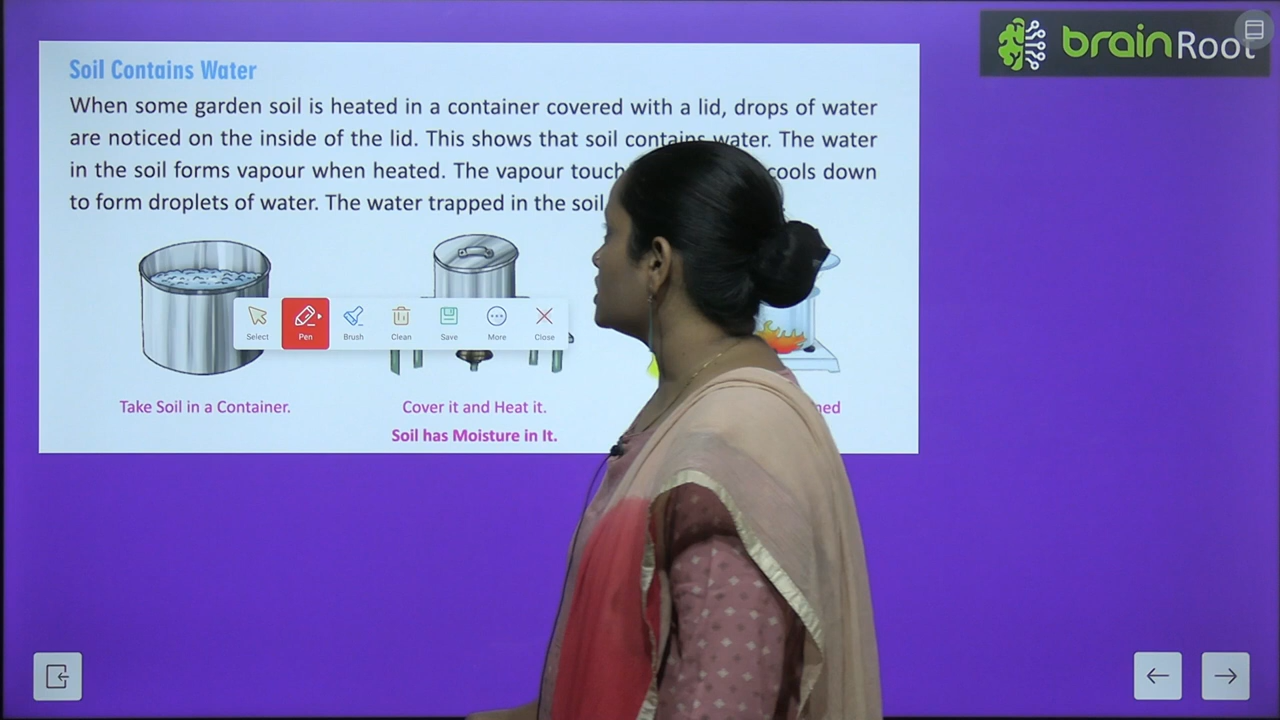 brainRoot
Soil Contains Water
When some garden soil is heated in a container covered with a lid, drops of water
are noticed on the inside of the lid. This shows that soil contains water. The water
in the soil forms vapour when heated. The vapour cools down
to form droplets of water. The water trapped in the soil
Select Pen Brush Clean Save More Close
Take Soil in a Container.
Cover it and Heat it.
Soil has Moisture in It.